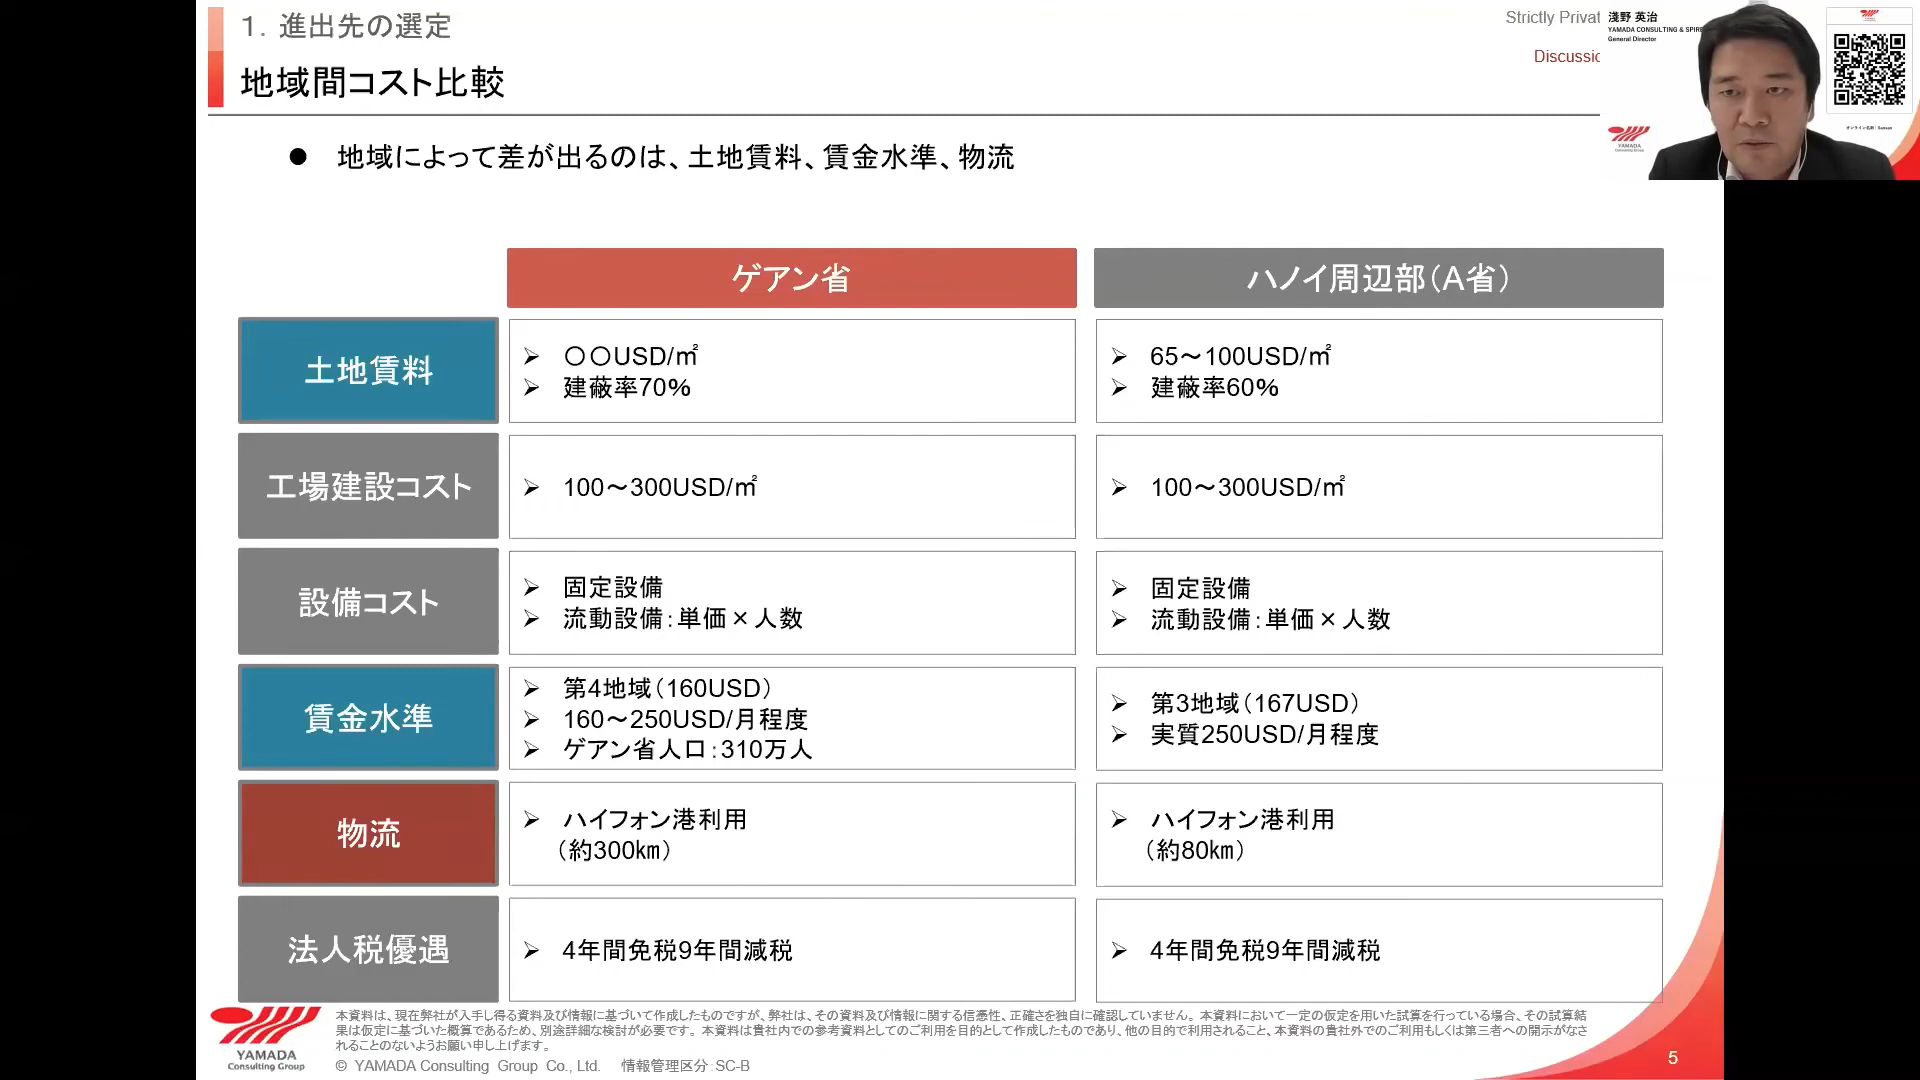 1．進出先の選定
地域間コスト比較
Strictly Privat
Discussio
淺野 英治
YAMADA CONSULTING & SPIRE
General Director
オンライン名刺 | Sansan
YAMADA
Consulting Group
● 地域によって差が出るのは、土地賃料、賃金水準、物流
ゲアン省
ハノイ周辺部（A省）
土地賃料
➢ 〇〇USD/㎡
➢ 建蔽率70%
➢ 65～100USD/㎡
➢ 建蔽率60%
工場建設コスト
➢ 100～300USD/㎡
➢ 100～300USD/㎡
設備コスト
➢ 固定設備
➢ 流動設備：単価×人数
➢ 固定設備
➢ 流動設備：単価×人数
賃金水準
➢ 第4地域（160USD）
➢ 160～250USD/月程度
➢ ゲアン省人口：310万人
➢ 第3地域（167USD）
➢ 実質250USD/月程度
物流
➢ ハイフォン港利用
（約300㎞）
➢ ハイフォン港利用
（約80㎞）
法人税優遇
➢ 4年間免税9年間減税
➢ 4年間免税9年間減税
本資料は、現在弊社が入手し得る資料及び情報に基づいて作成したものですが、弊社は、その資料及び情報に関する信憑性、正確さを独自に確認していません。本資料において一定の仮定を用いた試算を行っている場合、その試算結
果は仮定に基づいた概算であるため、別途詳細な検討が必要です。本資料は貴社内での参考資料としてのご利用を目的として作成したものであり、他の目的で利用されること、本資料の貴社外でのご利用もしくは第三者への開示がなさ
れることのないようお願い申し上げます。
YAMADA
Consulting Group
© YAMADA Consulting Group Co., Ltd. 情報管理区分：SC-B
5